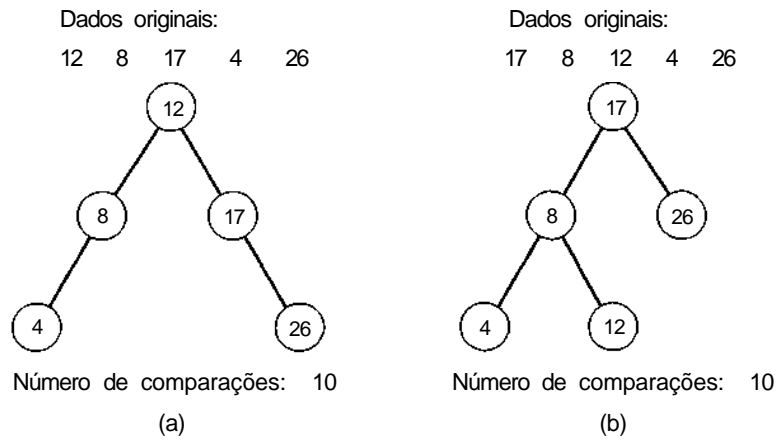 Dados originais:
12 8 17 4 26
12
8
17
4
26
Número de comparações: 10
(a)
Dados originais:
17 8 12 4 26
17
8
26
4
12
Número de comparações: 10
(b)